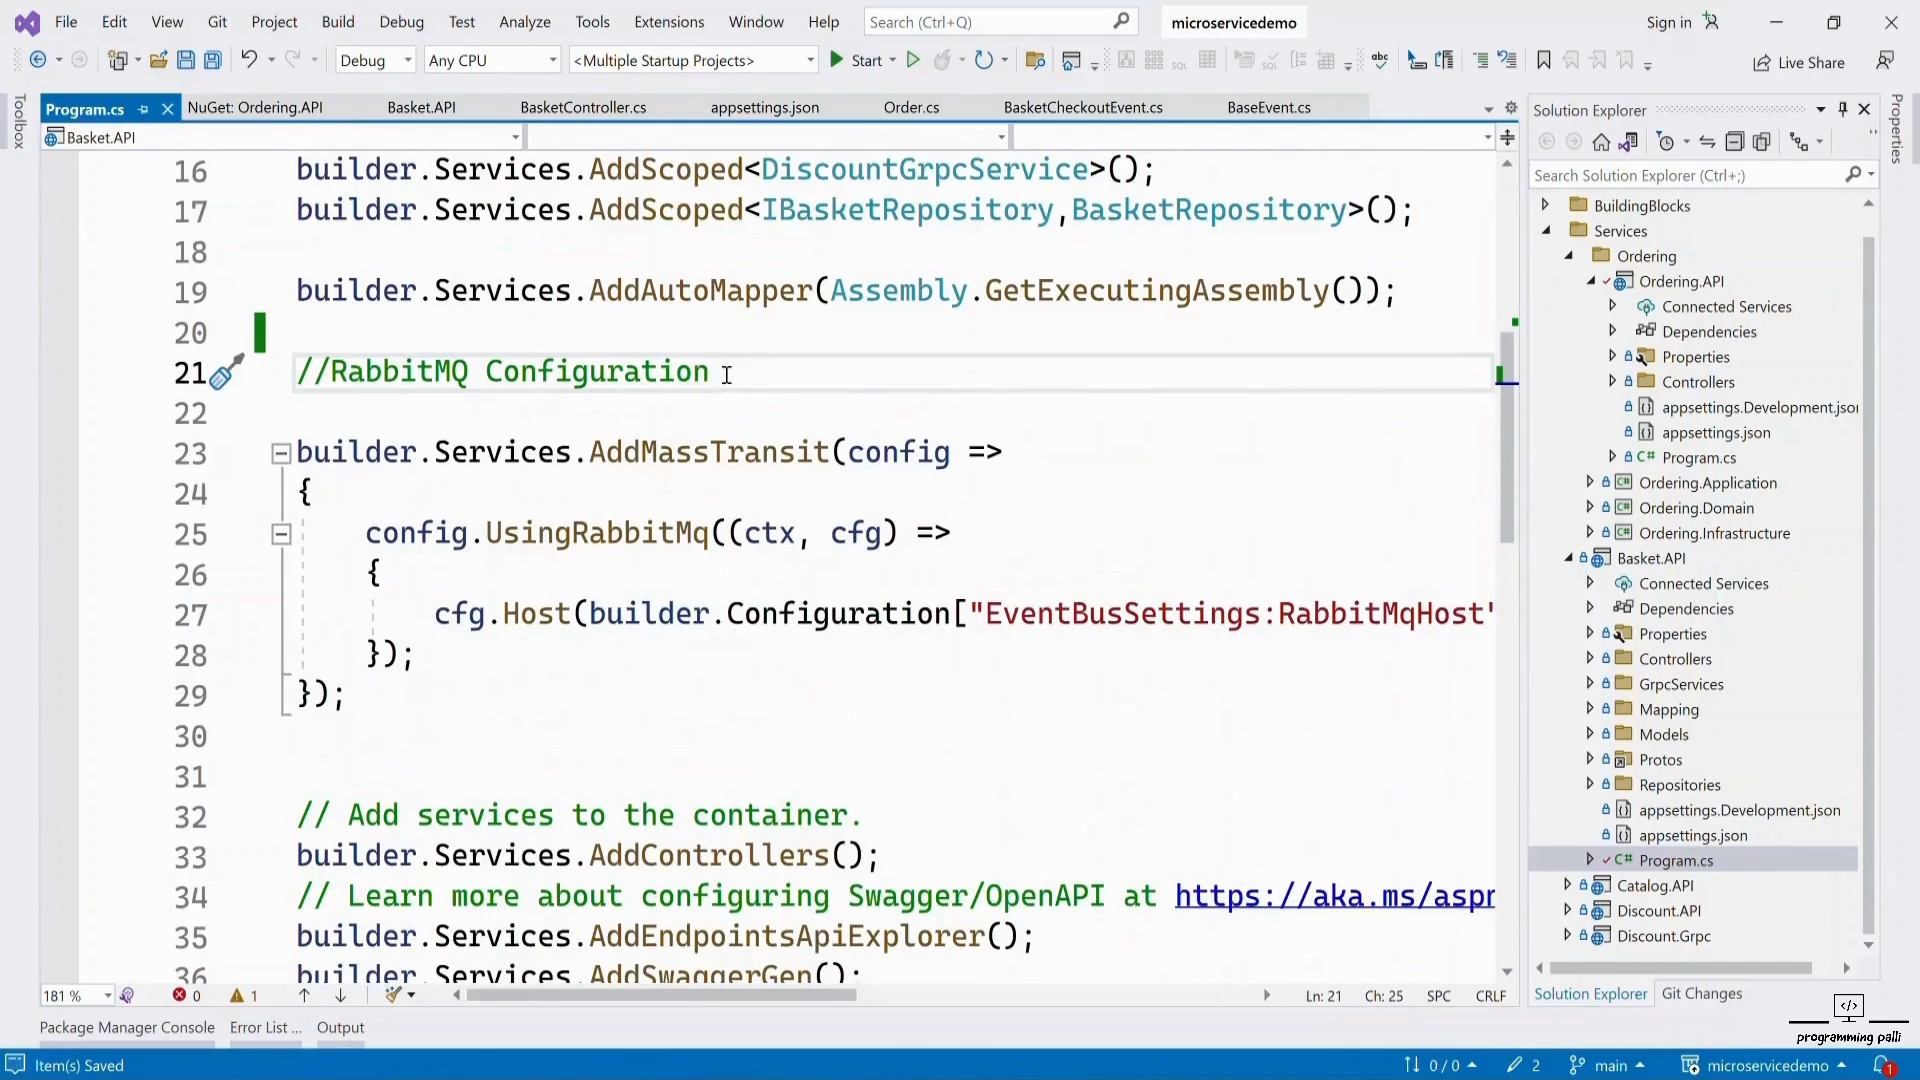 File Edit View Git Project Build Debug Test Analyze Tools Extensions Window Help Search (Ctrl+Q) microservicedemo Sign in
Debug Any CPU <Multiple Startup Projects> Start Live Share
Toolbox
Program.cs NuGet: Ordering.API Basket.API BasketController.cs appsettings.json Order.cs BasketCheckoutEvent.cs BaseEvent.cs
Basket.API
16 builder.Services.AddScoped<DiscountGrpcService>();
17 builder.Services.AddScoped<IBasketRepository,BasketRepository>();
18
19 builder.Services.AddAutoMapper(Assembly.GetExecutingAssembly());
20
21 //RabbitMQ Configuration
22
23 builder.Services.AddMassTransit(config =>
24 {
25 config.UsingRabbitMq((ctx, cfg) =>
26 {
27 cfg.Host(builder.Configuration["EventBusSettings:RabbitMqHost"
28 });
29 });
30
31
32 // Add services to the container.
33 builder.Services.AddControllers();
34 // Learn more about configuring Swagger/OpenAPI at https://aka.ms/aspn
35 builder.Services.AddEndpointsApiExplorer();
36 builder.Services.AddSwaggerGen();
181 % 0 1 Ln: 21 Ch: 25 SPC CRLF
Package Manager Console Error List ... Output
Item(s) Saved 0 / 0 2 main microservicedemo 1
Solution Explorer
Search Solution Explorer (Ctrl+;)
BuildingBlocks
Services
Ordering
Ordering.API
Connected Services
Dependencies
Properties
Controllers
appsettings.Development.json
appsettings.json
C# Program.cs
C# Ordering.Application
C# Ordering.Domain
C# Ordering.Infrastructure
Basket.API
Connected Services
Dependencies
Properties
Controllers
GrpcServices
Mapping
Models
Protos
Repositories
appsettings.Development.json
appsettings.json
C# Program.cs
Catalog.API
Discount.API
Discount.Grpc
Solution Explorer Git Changes
Properties
</> programming palli